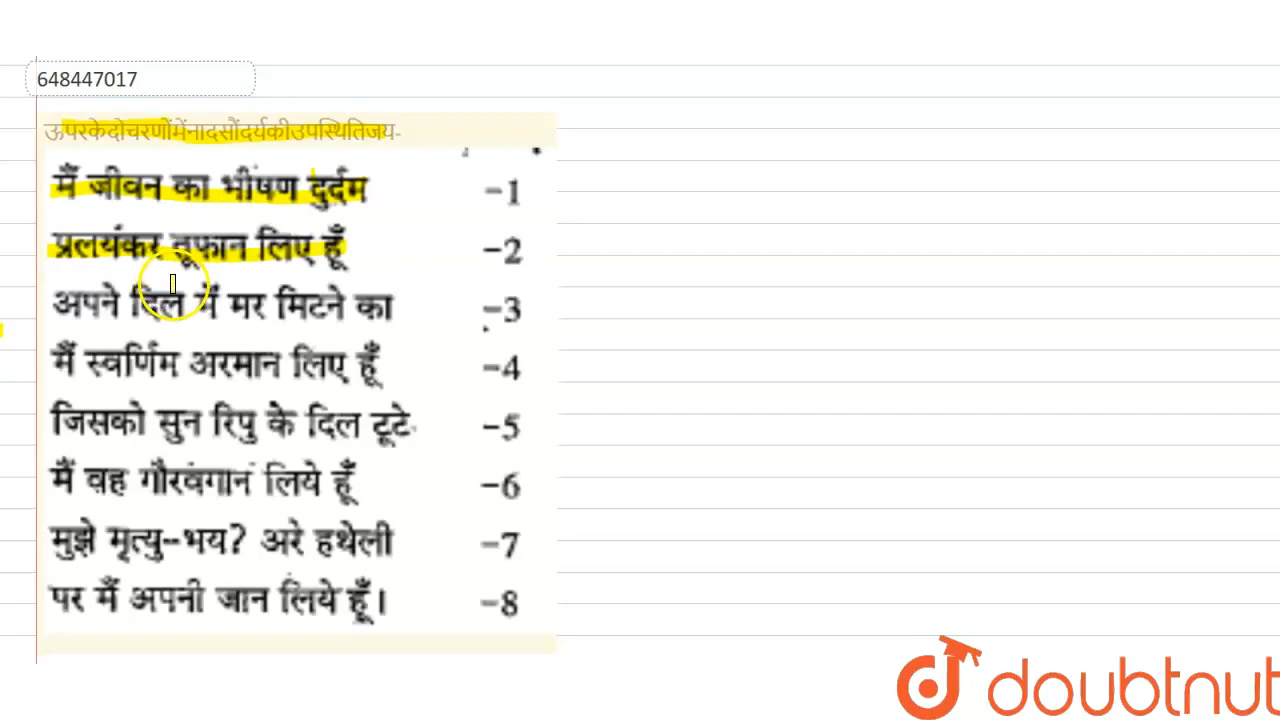 648447017
ऊपरकेदोचरणोंमेंनादसौंदर्यकीउपस्थितिजय-
मैं जीवन का भीषण दुर्दम -1
प्रलयंकर तूफान लिए हूँ -2
अपने दिल में मर मिटने का -3
मैं स्वर्णिम अरमान लिए हूँ -4
जिसको सुन रिपु के दिल टूटे -5
मैं वह गौरवगान लिये हूँ -6
मुझे मृत्यु--भय? अरे हथेली -7
पर मैं अपनी जान लिये हूँ। -8
doubtnut